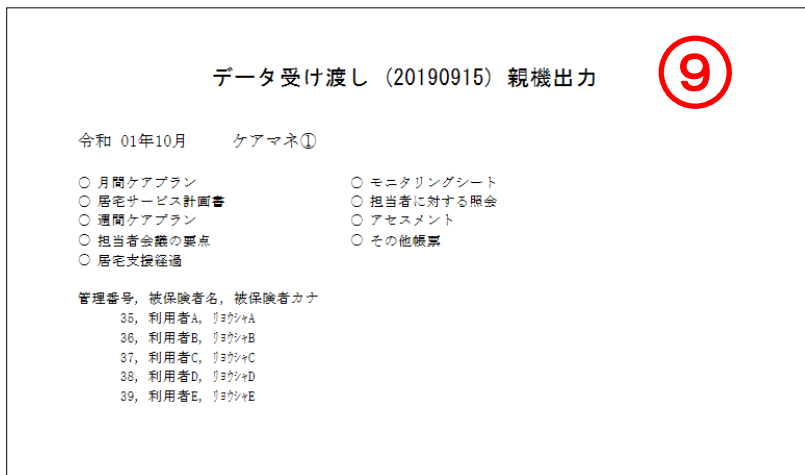 データ受け渡し (20190915) 親機出力
⑨
令和 01年10月 ケアマネ①
○ 月間ケアプラン ○ モニタリングシート
○ 居宅サービス計画書 ○ 担当者に対する照会
○ 週間ケアプラン ○ アセスメント
○ 担当者会議の要点 ○ その他帳票
○ 居宅支援経過
管理番号, 被保険者名, 被保険者カナ
35, 利用者A, ﾘﾖｳｼｬA
36, 利用者B, ﾘﾖｳｼｬB
37, 利用者C, ﾘﾖｳｼｬC
38, 利用者D, ﾘﾖｳｼｬD
39, 利用者E, ﾘﾖｳｼｬE